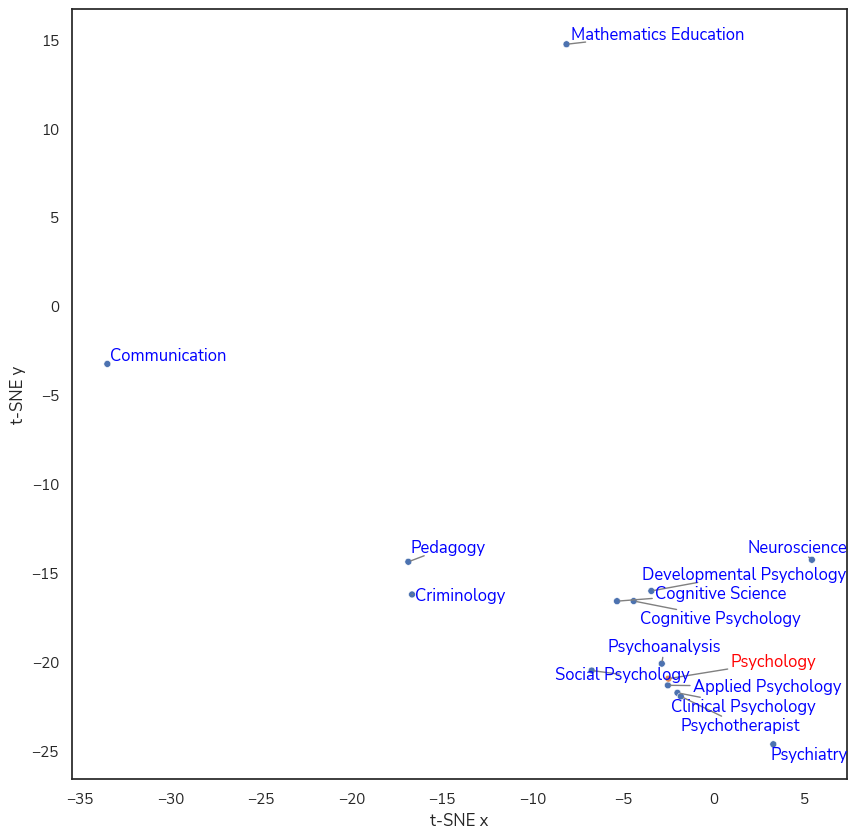 Mathematics Education
Communication
Pedagogy
Criminology
Neuroscience
Developmental Psychology
Cognitive Science
Cognitive Psychology
Psychoanalysis
Psychology
Social Psychology
Applied Psychology
Clinical Psychology
Psychotherapist
Psychiatry
15
10
5
0
−5
−10
−15
−20
−25
t-SNE y
−35
−30
−25
−20
−15
−10
−5
0
5
t-SNE x